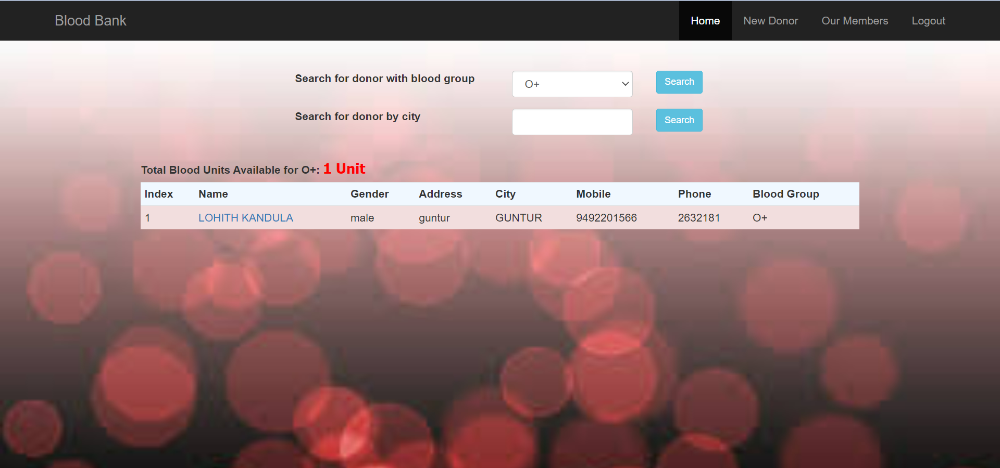 Blood Bank Home New Donor Our Members Logout
Search for donor with blood group O+ Search
Search for donor by city Search
Total Blood Units Available for O+: 1 Unit
Index Name Gender Address City Mobile Phone Blood Group
1 LOHITH KANDULA male guntur GUNTUR 9492201566 2632181 O+